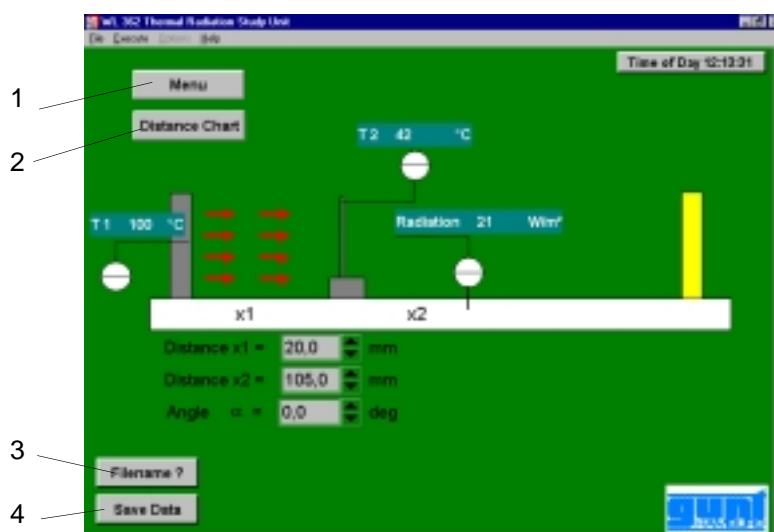 WL 362 Thermal Radiation Study Unit
File Execute Options Help
Time of Day 12:13:31
1
Menu
2
Distance Chart
T 2 42 °C
T 1 100 °C
Radiation 21 W/m²
x1 x2
Distance x1 = 20,0 mm
Distance x2 = 105,0 mm
Angle α = 0,0 deg
3
Filename ?
4
Save Data
gunt